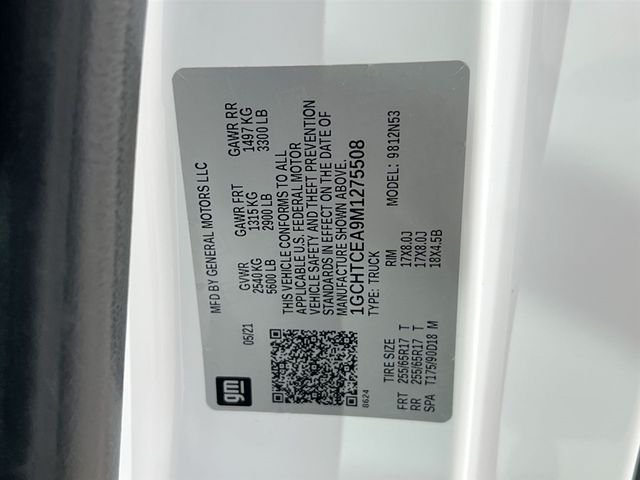 gm
MFD BY GENERAL MOTORS LLC
05/21
GVWR GAWR FRT GAWR RR
2540 KG 1315 KG 1497 KG
5600 LB 2900 LB 3300 LB
THIS VEHICLE CONFORMS TO ALL
APPLICABLE U.S. FEDERAL MOTOR
VEHICLE SAFETY AND THEFT PREVENTION
STANDARDS IN EFFECT ON THE DATE OF
MANUFACTURE SHOWN ABOVE.
1GCHTCEA9M1275508
8624
TYPE: TRUCK MODEL: 9812N53
TIRE SIZE RIM
FRT 255/65R17 T 17X8.0J
RR 255/65R17 T 17X8.0J
SPA T175/90D18 M 18X4.5B